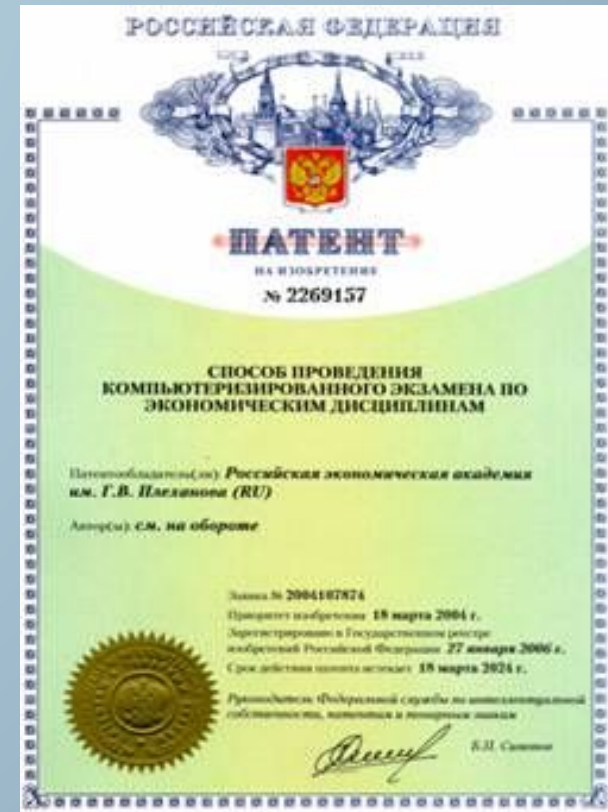 РОССИЙСКАЯ ФЕДЕРАЦИЯ
ПАТЕНТ
НА ИЗОБРЕТЕНИЕ
№ 2269157
СПОСОБ ПРОВЕДЕНИЯ
КОМПЬЮТЕРИЗИРОВАННОГО ЭКЗАМЕНА ПО
ЭКОНОМИЧЕСКИМ ДИСЦИПЛИНАМ
Патентообладатель(ли): Российская экономическая академия
им. Г.В. Плеханова (RU)
Автор(ы): см. на обороте
Заявка № 2004107874
Приоритет изобретения 18 марта 2004 г.
Зарегистрировано в Государственном реестре
изобретений Российской Федерации 27 января 2006 г.
Срок действия патента истекает 18 марта 2024 г.
Руководитель Федеральной службы по интеллектуальной
собственности, патентам и товарным знакам
Б.П. Симонов